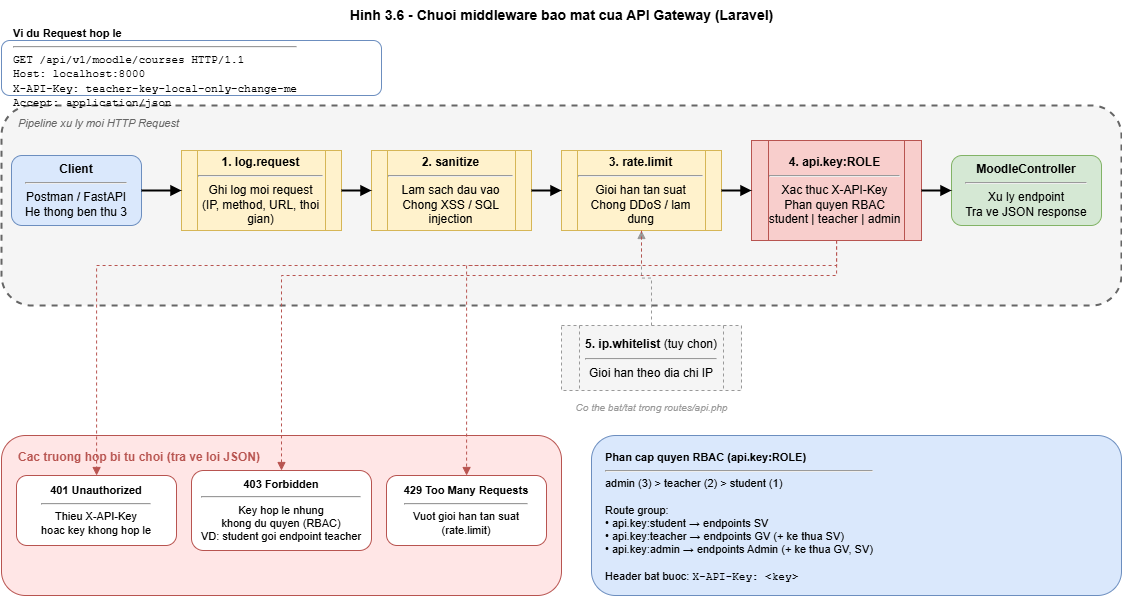 Hinh 3.6 - Chuoi middleware bao mat cua API Gateway (Laravel)
Vi du Request hop le
GET /api/v1/moodle/courses HTTP/1.1
Host: localhost:8000
X-API-Key: teacher-key-local-only-change-me
Accept: application/json
Pipeline xu ly moi HTTP Request
Client
Postman / FastAPI
He thong ben thu 3
1. log.request
Ghi log moi request
(IP, method, URL, thoi
gian)
2. sanitize
Lam sach dau vao
Chong XSS / SQL
injection
3. rate.limit
Gioi han tan suat
Chong DDoS / lam
dung
4. api.key:ROLE
Xac thuc X-API-Key
Phan quyen RBAC
student | teacher | admin
MoodleController
Xu ly endpoint
Tra ve JSON response
5. ip.whitelist (tuy chon)
Gioi han theo dia chi IP
Co the bat/tat trong routes/api.php
Cac truong hop bi tu choi (tra ve loi JSON)
401 Unauthorized
Thieu X-API-Key
hoac key khong hop le
403 Forbidden
Key hop le nhung
khong du quyen (RBAC)
VD: student goi endpoint teacher
429 Too Many Requests
Vuot gioi han tan suat
(rate.limit)
Phan cap quyen RBAC (api.key:ROLE)
admin (3) > teacher (2) > student (1)
Route group:
• api.key:student → endpoints SV
• api.key:teacher → endpoints GV (+ ke thua SV)
• api.key:admin → endpoints Admin (+ ke thua GV, SV)
Header bat buoc: X-API-Key: <key>